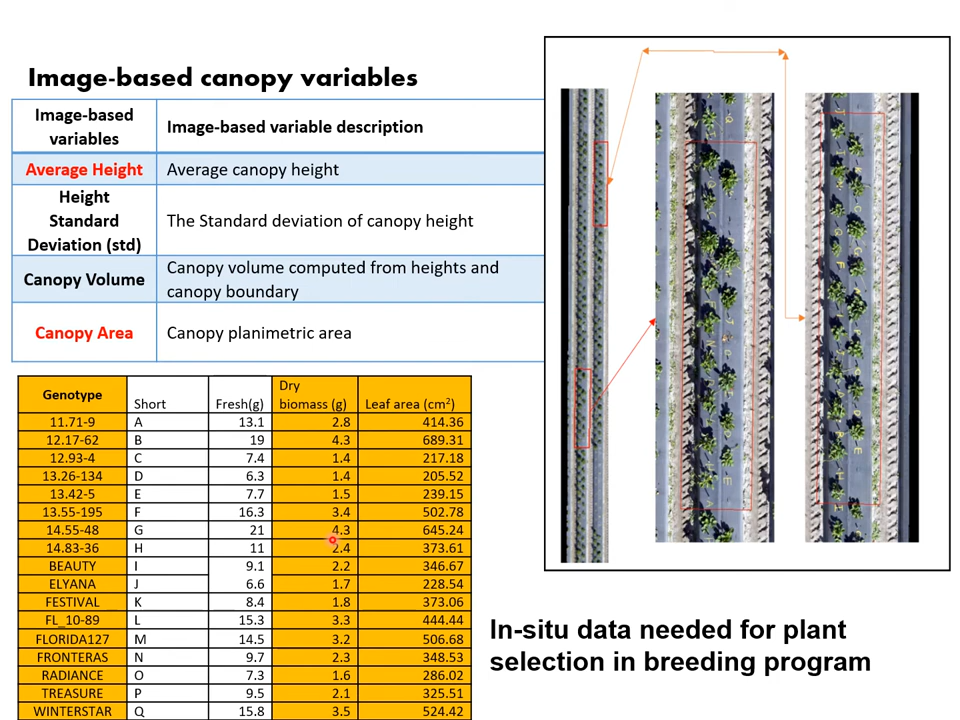 Image-based canopy variables
Image-based
variables
Image-based variable description
Average Height
Average canopy height
Height
Standard
Deviation (std)
The Standard deviation of canopy height
Canopy Volume
Canopy volume computed from heights and
canopy boundary
Canopy Area
Canopy planimetric area
Genotype Short Fresh(g) Dry biomass (g) Leaf area (cm²)
11.71-9 A 13.1 2.8 414.36
12.17-62 B 19 4.3 689.31
12.93-4 C 7.4 1.4 217.18
13.26-134 D 6.3 1.4 205.52
13.42-5 E 7.7 1.5 239.15
13.55-195 F 16.3 3.4 502.78
14.55-48 G 21 4.3 645.24
14.83-36 H 11 2.4 373.61
BEAUTY I 9.1 2.2 346.67
ELYANA J 6.6 1.7 228.54
FESTIVAL K 8.4 1.8 373.06
FL_10-89 L 15.3 3.3 444.44
FLORIDA127 M 14.5 3.2 506.68
FRONTERAS N 9.7 2.3 348.53
RADIANCE O 7.3 1.6 286.02
TREASURE P 9.5 2.1 325.51
WINTERSTAR Q 15.8 3.5 524.42
In-situ data needed for plant
selection in breeding program